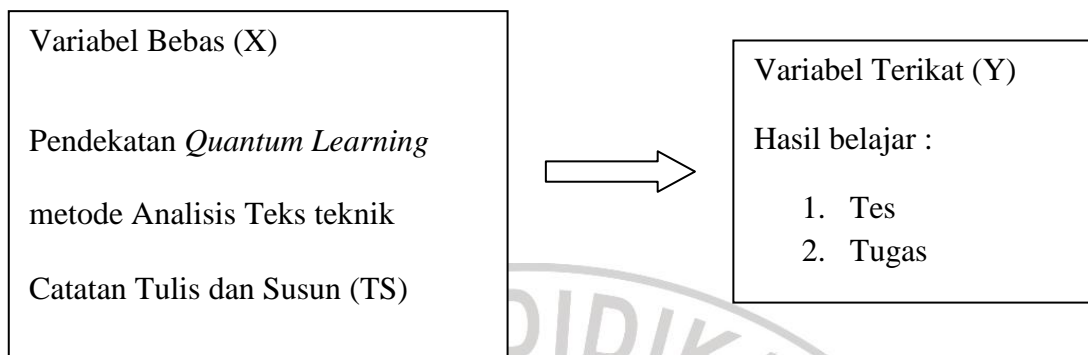 Variabel Bebas (X)
Pendekatan Quantum Learning
metode Analisis Teks teknik
Catatan Tulis dan Susun (TS)
Variabel Terikat (Y)
Hasil belajar :
1. Tes
2. Tugas